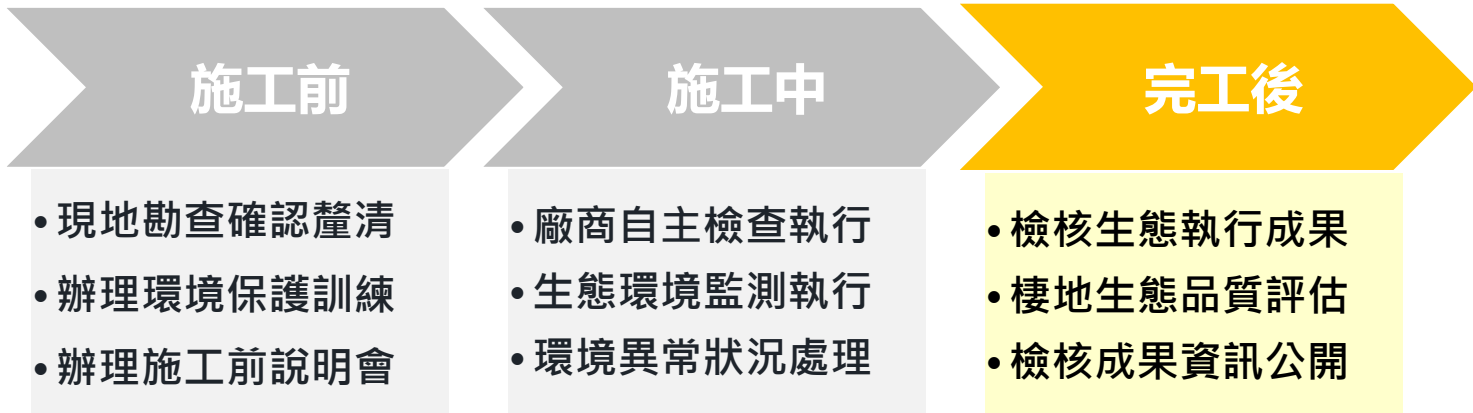 施工前
•現地勘查確認釐清
•辦理環境保護訓練
•辦理施工前說明會
施工中
•廠商自主檢查執行
•生態環境監測執行
•環境異常狀況處理
完工後
•檢核生態執行成果
•棲地生態品質評估
•檢核成果資訊公開